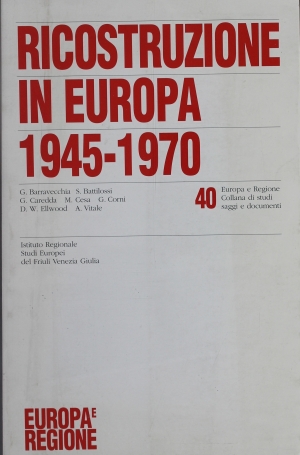 RICOSTRUZIONE
IN EUROPA
1945-1970
G. Barravecchia S. Battilossi
G. Caredda M. Cesa G. Corni
D. W. Ellwood A. Vitale
40
Europa e Regione
Collana di studi
saggi e documenti
Istituto Regionale
Studi Europei
del Friuli Venezia Giulia
EUROPA E
REGIONE